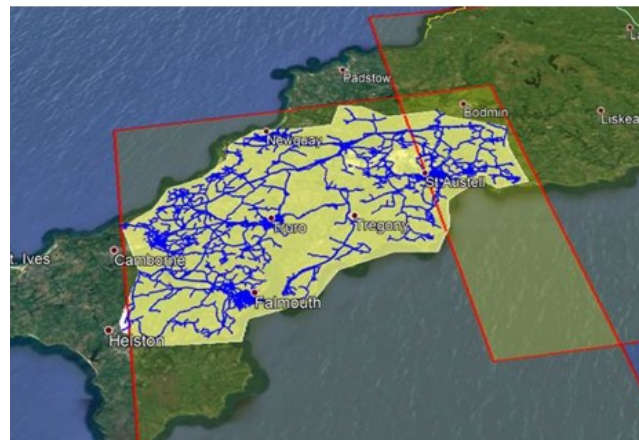 Padstow
Bodmin
Liskea
Newquay
St Austell
Truro
Tregony
t. Ives
Camborne
Falmouth
Helston